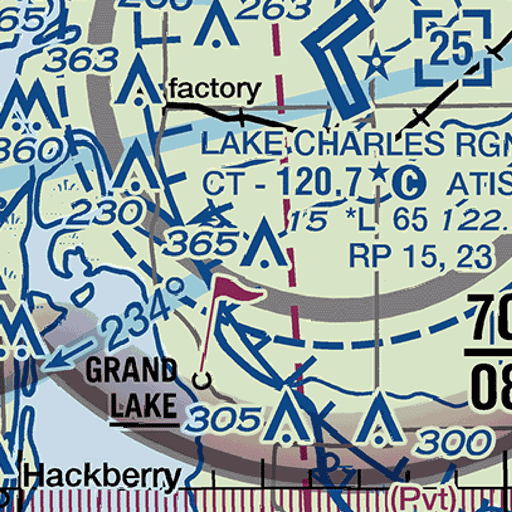 65
263
363
25
factory
LAKE CHARLES RGN
360
CT - 120.7 C ATIS
230
15 *L 65 122.
365
RP 15, 23
234°
70
08
GRAND
LAKE
305
300
Hackberry
(Pvt)